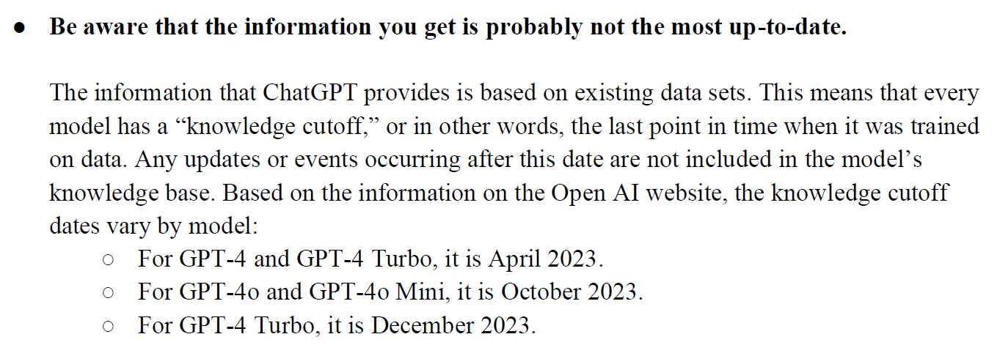 ● Be aware that the information you get is probably not the most up-to-date.
The information that ChatGPT provides is based on existing data sets. This means that every
model has a “knowledge cutoff,” or in other words, the last point in time when it was trained
on data. Any updates or events occurring after this date are not included in the model’s
knowledge base. Based on the information on the Open AI website, the knowledge cutoff
dates vary by model:
○ For GPT-4 and GPT-4 Turbo, it is April 2023.
○ For GPT-4o and GPT-4o Mini, it is October 2023.
○ For GPT-4 Turbo, it is December 2023.